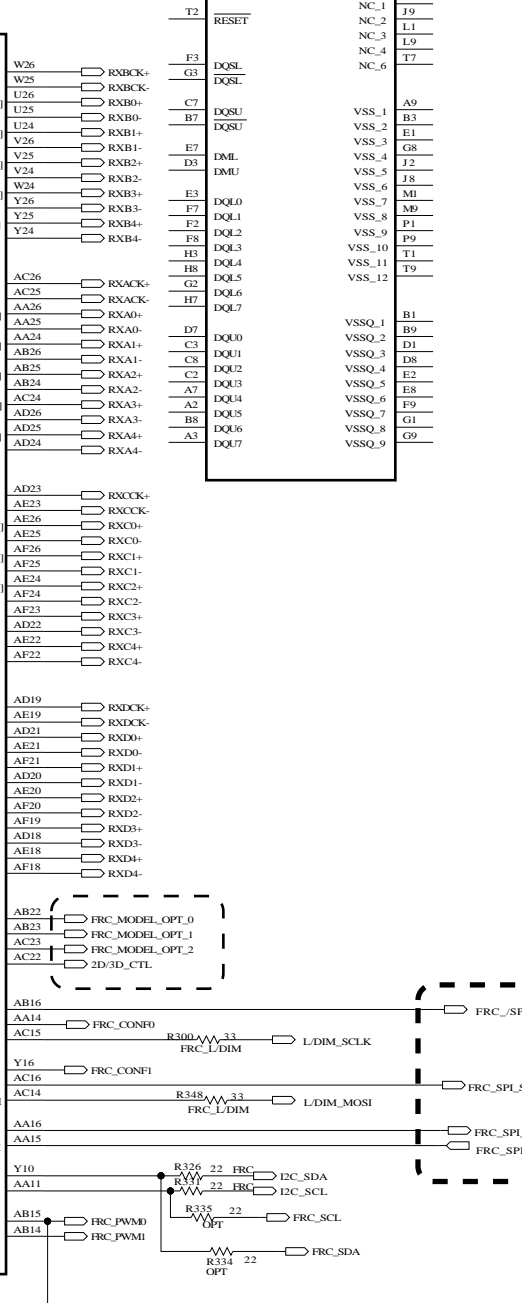 NC_1
T2 RESET J9 NC_2
L1 NC_3
L9 NC_4
T7 NC_6
F3 DQSL
G3 DQSL
C7 DQSU A9 VSS_1
B7 DQSU B3 VSS_2
E1 VSS_3
E7 DML G8 VSS_4
D3 DMU J2 VSS_5
J8 VSS_6
E3 DQL0 M1 VSS_7
F7 DQL1 M9 VSS_8
F2 DQL2 P1 VSS_9
F8 DQL3 P9 VSS_10
H3 DQL4 T1 VSS_11
H8 DQL5 T9 VSS_12
G2 DQL6
H7 DQL7
B1 VSSQ_1
D7 DQU0 B9 VSSQ_2
C3 DQU1 D1 VSSQ_3
C8 DQU2 D8 VSSQ_4
C2 DQU3 E2 VSSQ_5
A7 DQU4 E8 VSSQ_6
A2 DQU5 F9 VSSQ_7
B8 DQU6 G1 VSSQ_8
A3 DQU7 G9 VSSQ_9
W26 RXBCK+
W25 RXBCK-
U26 RXB0+
U25 RXB0-
U24 RXB1+
V26 RXB1-
V25 RXB2+
V24 RXB2-
W24 RXB3+
Y26 RXB3-
Y25 RXB4+
Y24 RXB4-
AC26 RXACK+
AC25 RXACK-
AA26 RXA0+
AA25 RXA0-
AA24 RXA1+
AB26 RXA1-
AB25 RXA2+
AB24 RXA2-
AC24 RXA3+
AD26 RXA3-
AD25 RXA4+
AD24 RXA4-
AD23 RXCCK+
AE23 RXCCK-
AE26 RXC0+
AE25 RXC0-
AF26 RXC1+
AF25 RXC1-
AE24 RXC2+
AF24 RXC2-
AF23 RXC3+
AD22 RXC3-
AE22 RXC4+
AF22 RXC4-
AD19 RXDCK+
AE19 RXDCK-
AD21 RXD0+
AE21 RXD0-
AF21 RXD1+
AD20 RXD1-
AE20 RXD2+
AF20 RXD2-
AF19 RXD3+
AD18 RXD3-
AE18 RXD4+
AF18 RXD4-
AB22 FRC_MODEL_OPT_0
AB23 FRC_MODEL_OPT_1
AC23 FRC_MODEL_OPT_2
AC22 2D/3D_CTL
AB16 FRC_/SP
AA14 FRC_CONF0
AC15 R300 33 L/DIM_SCLK
FRC_L/DIM
Y16 FRC_CONF1
AC16 FRC_SPI_S
AC14 R348 33 L/DIM_MOSI
FRC_L/DIM
AA16 FRC_SPI_
AA15 FRC_SPI
Y10 R326 22 FRC I2C_SDA
AA11 R331 22 FRC I2C_SCL
AB15 FRC_PWM0 R335 22 FRC_SCL
OPT
AB14 FRC_PWM1
R334 22 FRC_SDA
OPT